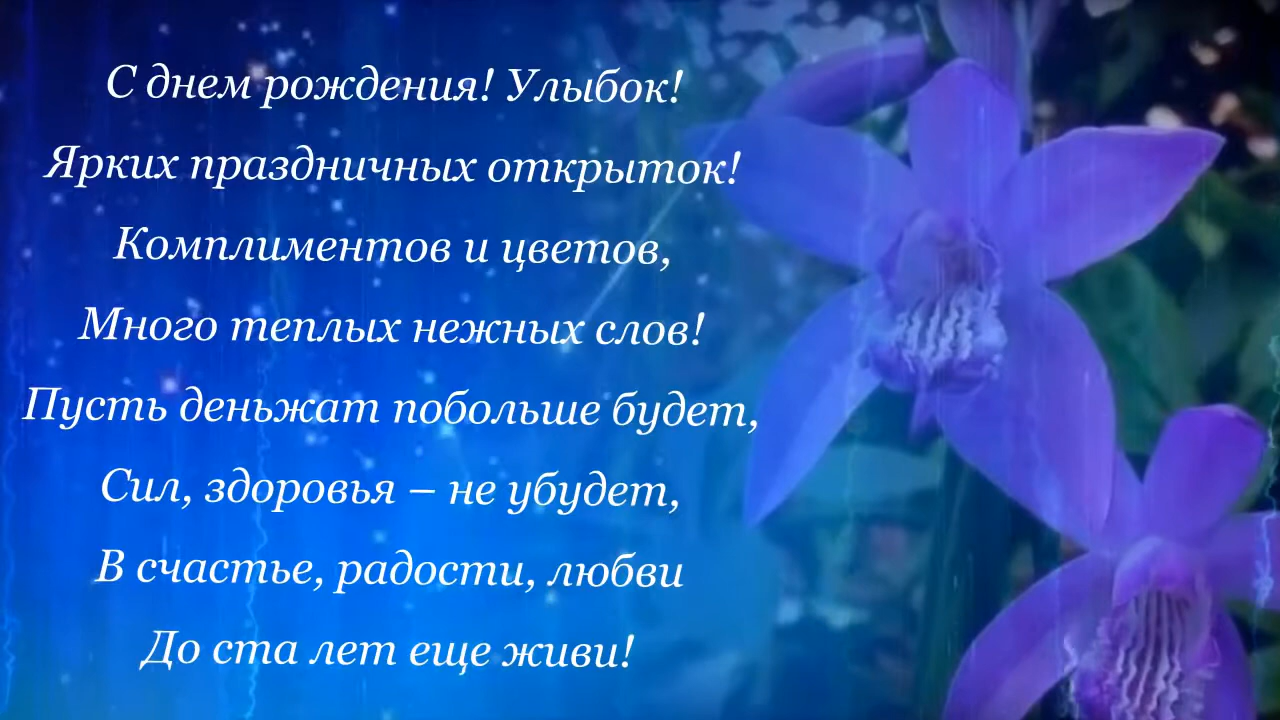 С днем рождения! Улыбок!
Ярких праздничных открыток!
Комплиментов и цветов,
Много теплых нежных слов!
Пусть деньжат побольше будет,
Сил, здоровья – не убудет,
В счастье, радости, любви
До ста лет еще живи!